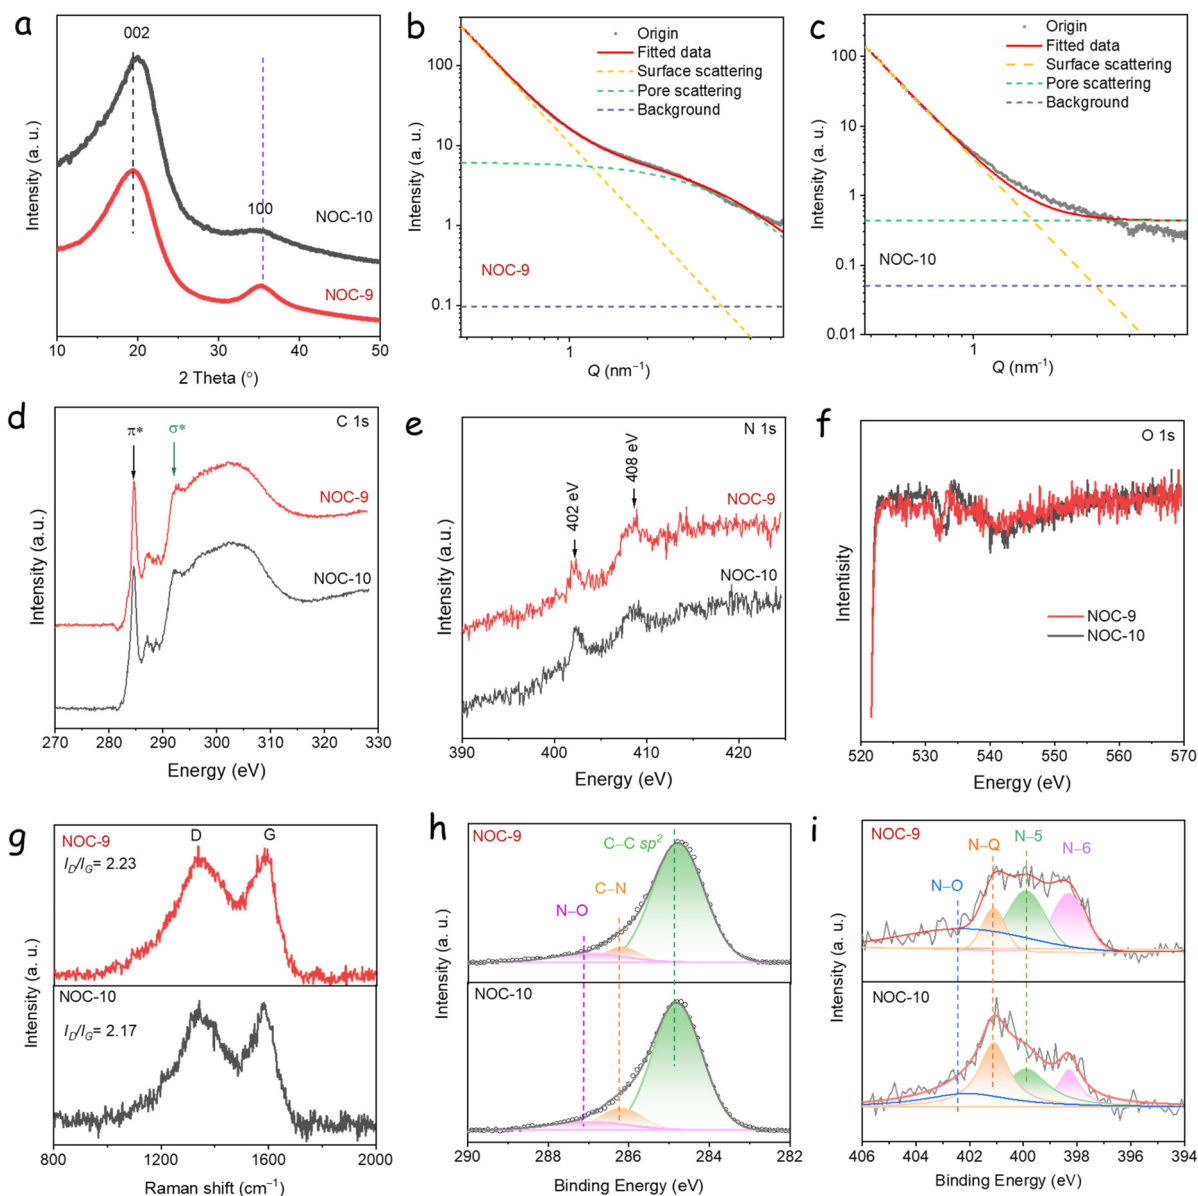 a
002
100
NOC-10
NOC-9
Intensity (a. u.)
10 20 30 40 50
2 Theta (°)
b
Origin
Fitted data
Surface scattering
Pore scattering
Background
NOC-9
Intensity (a. u.)
100
10
1
0.1
1
Q (nm⁻¹)
c
Origin
Fitted data
Surface scattering
Pore scattering
Background
NOC-10
Intensity (a. u.)
100
10
1
0.1
0.01
1
Q (nm⁻¹)
d
C 1s
π*
σ*
NOC-9
NOC-10
Intensity (a.u.)
270 280 290 300 310 320 330
Energy (eV)
e
N 1s
402 eV
408 eV
NOC-9
NOC-10
Intensity (a.u.)
390 400 410 420
Energy (eV)
f
O 1s
NOC-9
NOC-10
Intentisity
520 530 540 550 560 570
Energy (eV)
g
NOC-9
I_D/I_G= 2.23
D
G
NOC-10
I_D/I_G= 2.17
Intensity (a. u.)
800 1200 1600 2000
Raman shift (cm⁻¹)
h
NOC-9
C–C sp²
C–N
N–O
NOC-10
Intensity (a. u.)
290 288 286 284 282
Binding Energy (eV)
i
NOC-9
N–O
N–Q
N–5
N–6
NOC-10
Intensity (a. u.)
406 404 402 400 398 396 394
Binding Energy (eV)